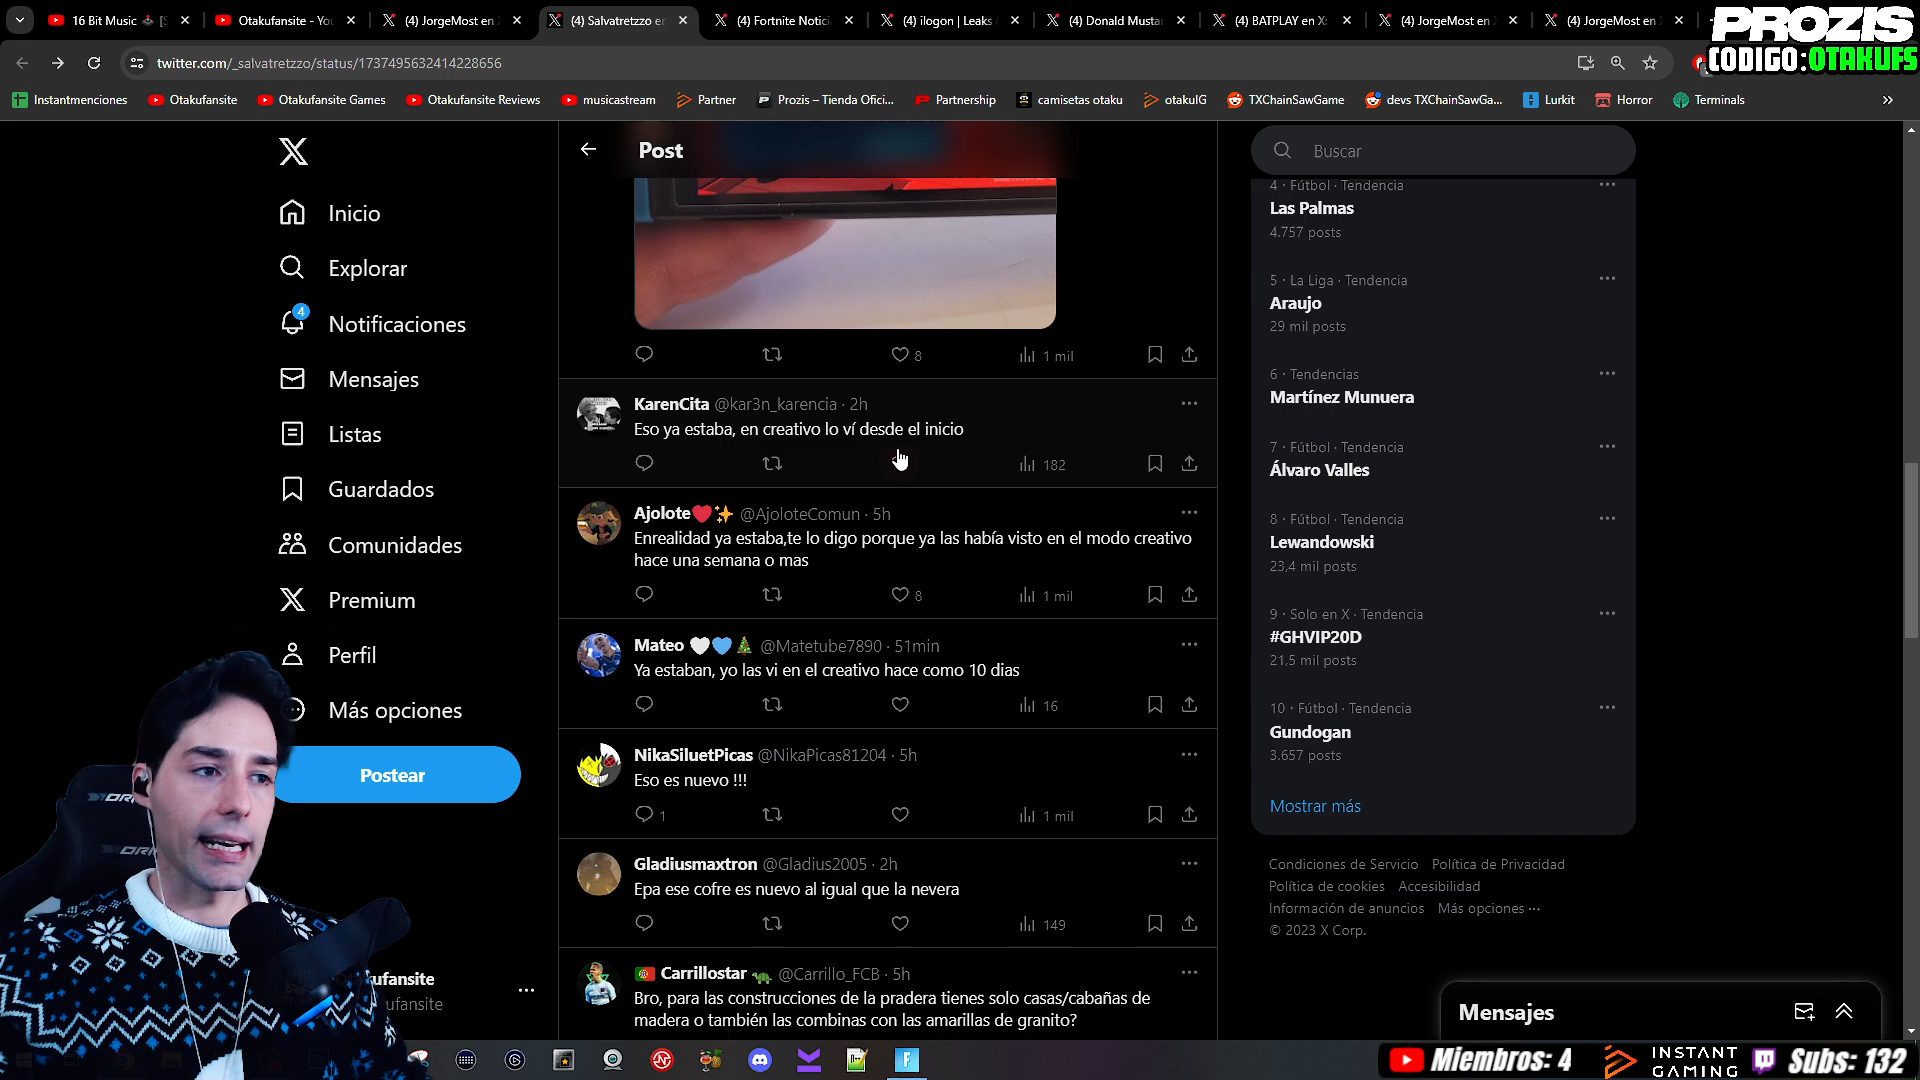 16 Bit Music
Otakufansite - You
(4) JorgeMost en
(4) Salvatretzzo en
(4) Fortnite Notici
(4) ilogon | Leaks
(4) Donald Musta
(4) BATPLAY en X:
(4) JorgeMost en
(4) JorgeMost en
PROZIS
CODIGO:OTAKUFS
twitter.com/_salvatretzzo/status/1737495632414228656
Instantmenciones
Otakufansite
Otakufansite Games
Otakufansite Reviews
musicastream
Partner
Prozis – Tienda Ofici...
Partnership
camisetas otaku
otakuIG
TXChainSawGame
devs TXChainSawGa...
Lurkit
Horror
Terminals
Inicio
Explorar
4
Notificaciones
Mensajes
Listas
Guardados
Comunidades
Premium
Perfil
Más opciones
Postear
ufansite
ufansite
Post
8
1 mil
KarenCita @kar3n_karencia · 2h
Eso ya estaba, en creativo lo ví desde el inicio
182
Ajolote❤️✨ @AjoloteComun · 5h
Enrealidad ya estaba,te lo digo porque ya las había visto en el modo creativo
hace una semana o mas
8
1 mil
Mateo 🤍💙🎄 @Matetube7890 · 51min
Ya estaban, yo las vi en el creativo hace como 10 dias
16
NikaSiluetPicas @NikaPicas81204 · 5h
Eso es nuevo !!!
1
1 mil
Gladiusmaxtron @Gladius2005 · 2h
Epa ese cofre es nuevo al igual que la nevera
149
🇵🇹 Carrillostar 🐢 @Carrillo_FCB · 5h
Bro, para las construcciones de la pradera tienes solo casas/cabañas de
madera o también las combinas con las amarillas de granito?
Buscar
4 · Fútbol · Tendencia
Las Palmas
4.757 posts
5 · La Liga · Tendencia
Araujo
29 mil posts
6 · Tendencias
Martínez Munuera
7 · Fútbol · Tendencia
Álvaro Valles
8 · Fútbol · Tendencia
Lewandowski
23,4 mil posts
9 · Solo en X · Tendencia
#GHVIP20D
21,5 mil posts
10 · Fútbol · Tendencia
Gundogan
3.657 posts
Mostrar más
Condiciones de Servicio Política de Privacidad
Política de cookies Accesibilidad
Información de anuncios Más opciones ···
© 2023 X Corp.
Mensajes
Miembros: 4
INSTANT
GAMING
Subs: 132